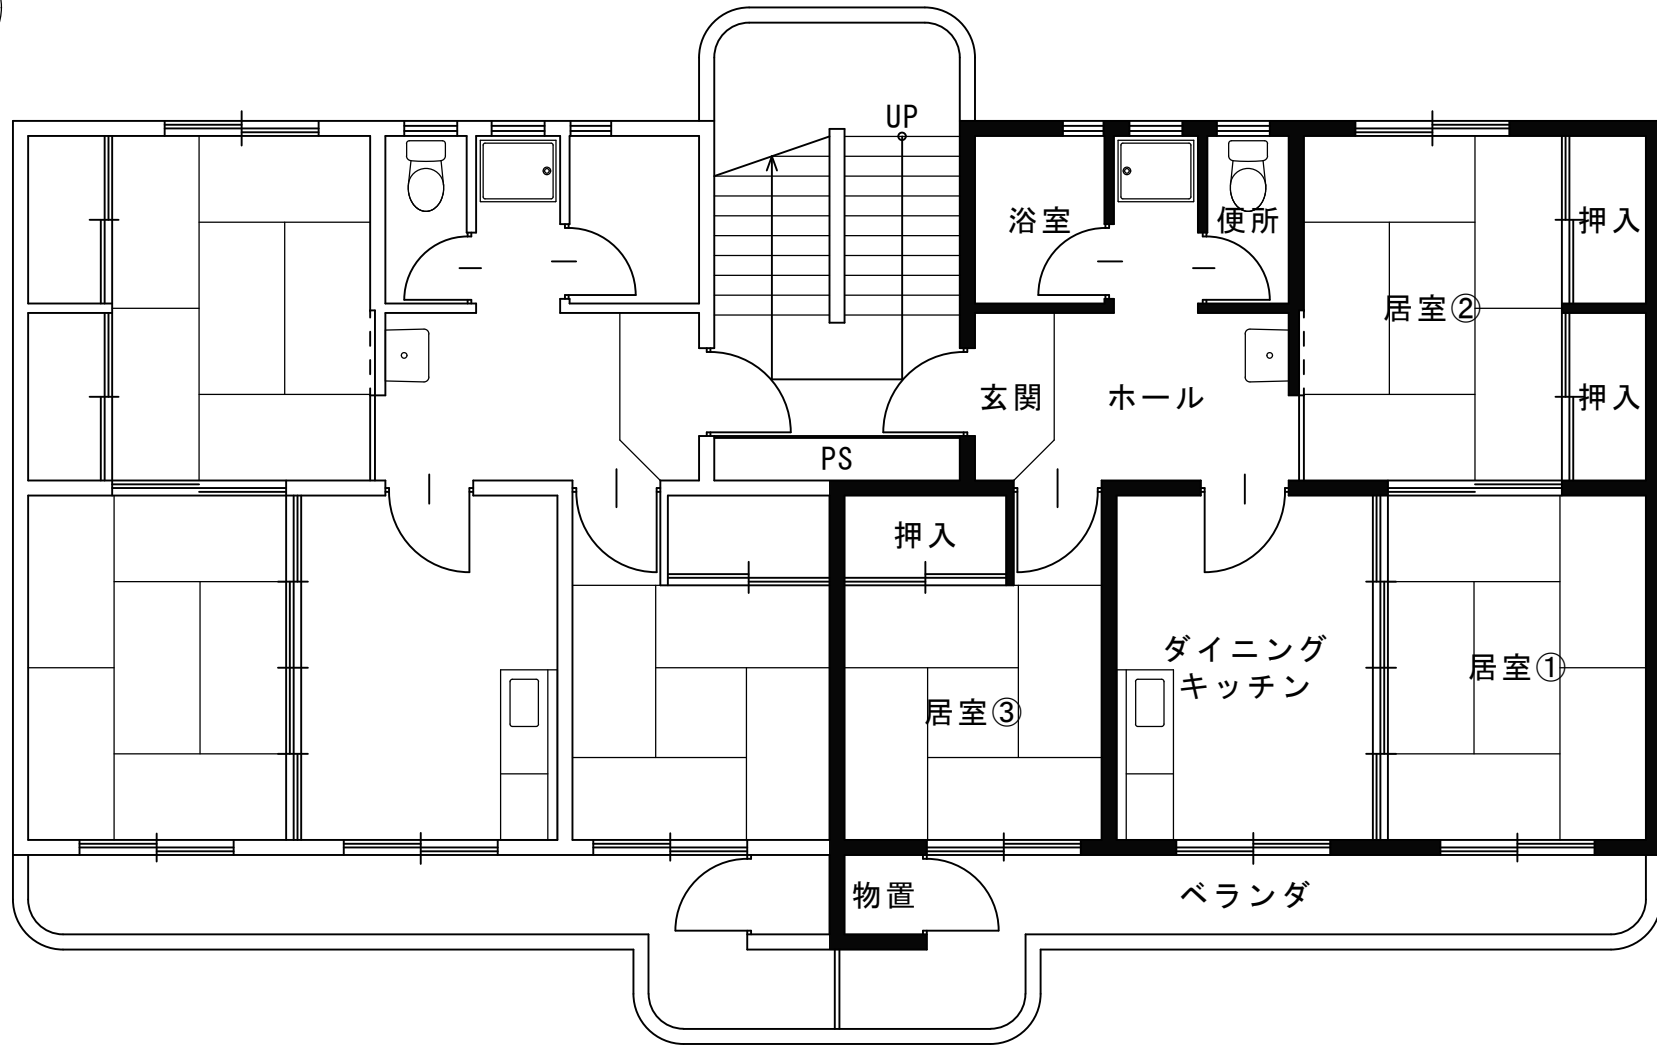 UP
浴室
便所
押入
居室②
玄関
ホール
押入
PS
押入
ダイニング
キッチン
居室①
居室③
物置
ベランダ